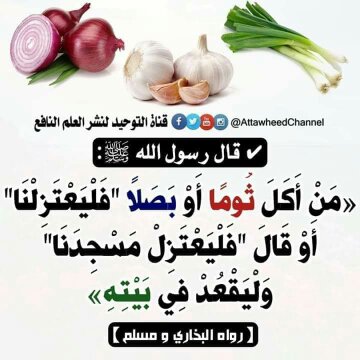 @AttawheedChannel قناة التوحيد لنشر العلم النافع
✔ قال رسول الله ﷺ :
«مَنْ أَكَلَ ثُومًا أَوْ بَصَلًا "فَلْيَعْتَزِلْنَا"
أَوْ قَالَ "فَلْيَعْتَزِلْ مَسْجِدَنَا"
وَلْيَقْعُدْ فِي بَيْتِهِ»
【 رواه البخاري و مسلم 】